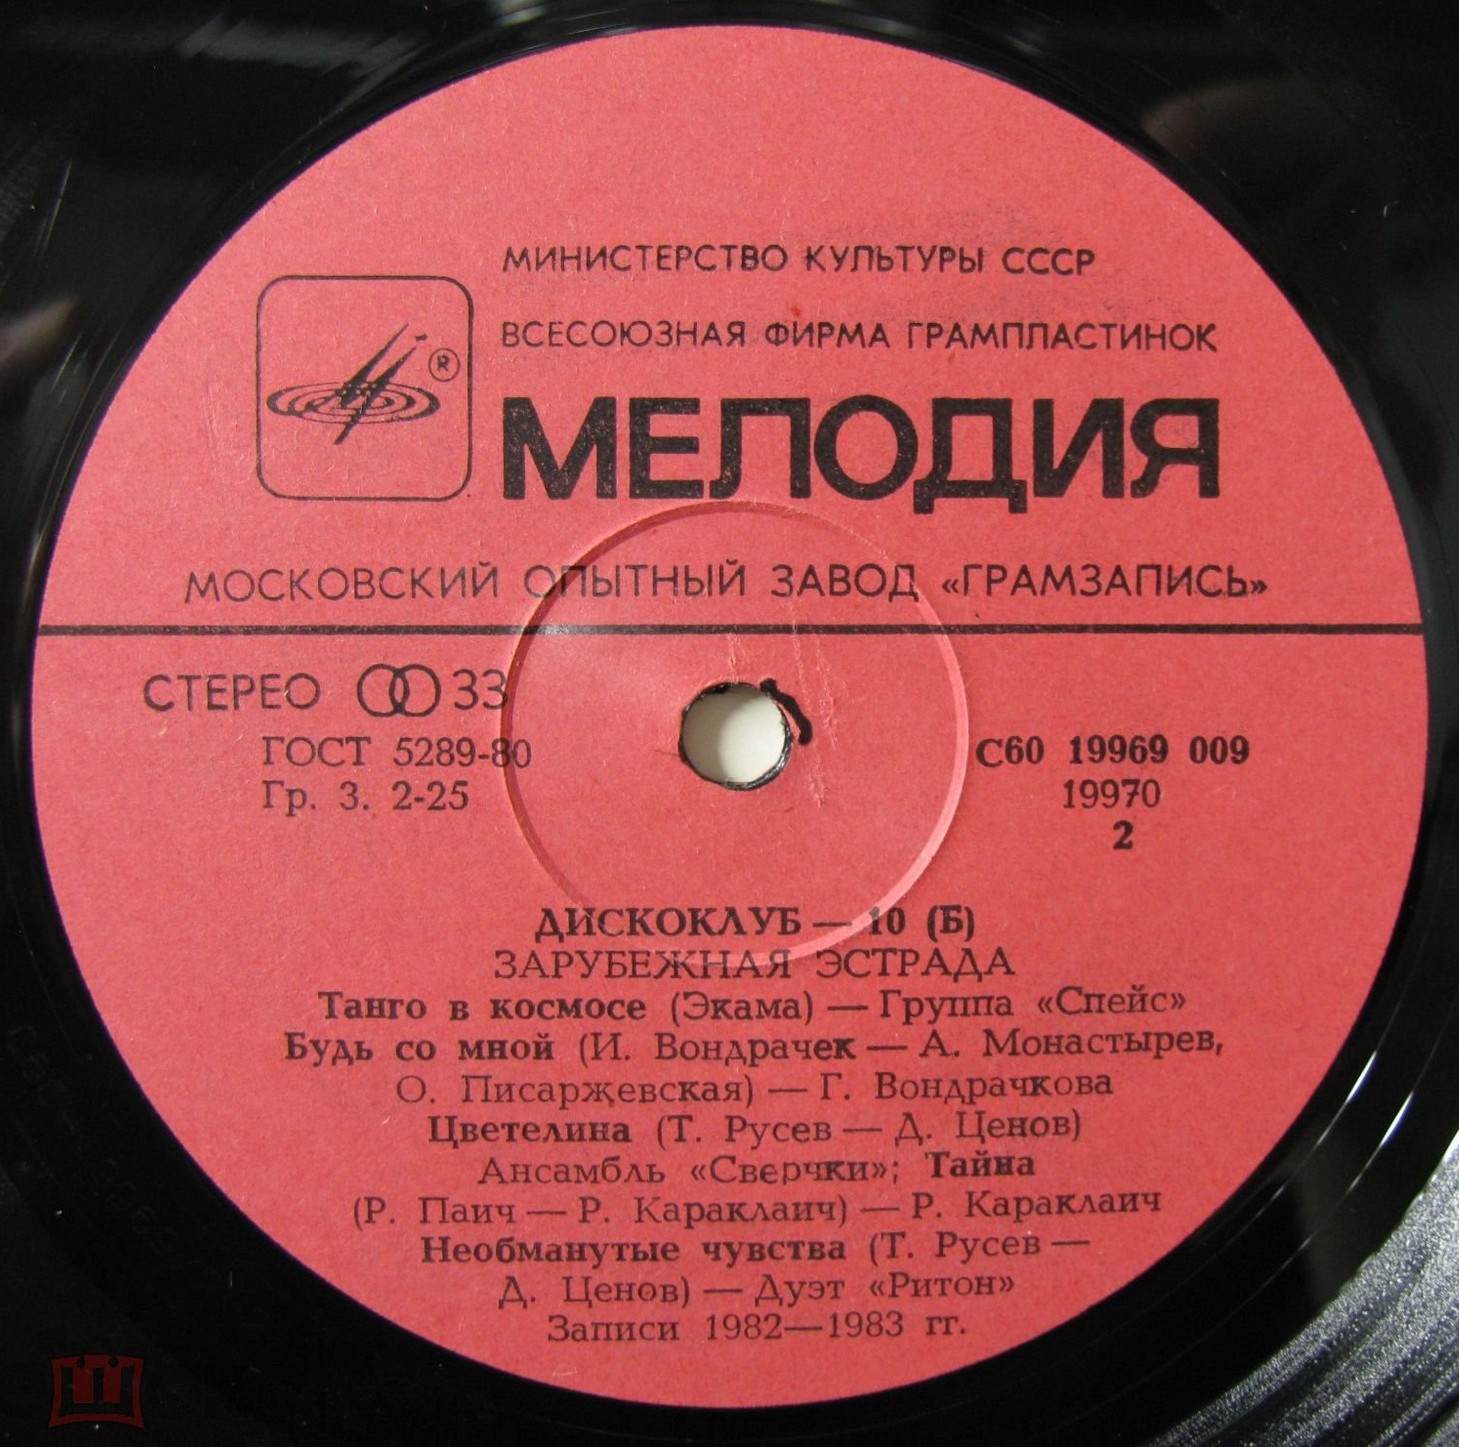 МИНИСТЕРСТВО КУЛЬТУРЫ СССР
ВСЕСОЮЗНАЯ ФИРМА ГРАМПЛАСТИНОК
®
МЕЛОДИЯ
МОСКОВСКИЙ ОПЫТНЫЙ ЗАВОД «ГРАМЗАПИСЬ»
СТЕРЕО 33
ГОСТ 5289-80
Гр. 3. 2-25
С60 19969 009
19970
2
ДИСКОКЛУБ — 10 (Б)
ЗАРУБЕЖНАЯ ЭСТРАДА
Танго в космосе (Экама) — Группа «Спейс»
Будь со мной (И. Вондрачек — А. Монастырев,
О. Писаржевская) — Г. Вондрачкова
Цветелина (Т. Русев — Д. Ценов)
Ансамбль «Сверчки»; Тайна
(Р. Паич — Р. Караклаич) — Р. Караклаич
Необманутые чувства (Т. Русев —
Д. Ценов) — Дуэт «Ритон»
Записи 1982—1983 гг.